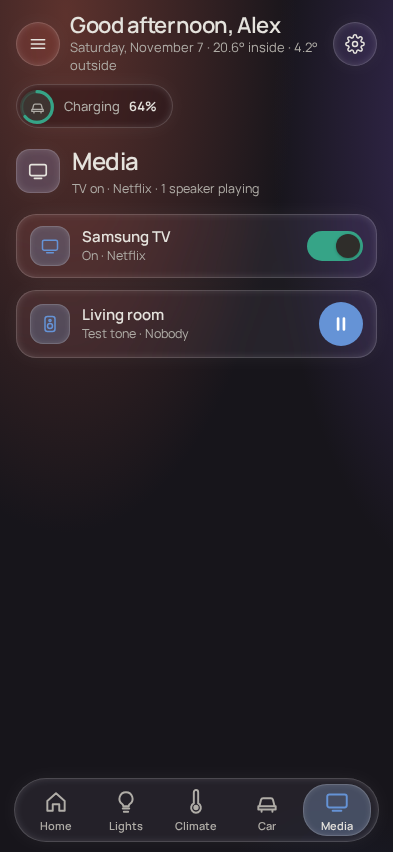 Good afternoon, Alex
Saturday, November 7 · 20.6° inside · 4.2°
outside
Charging 64%
Media
TV on · Netflix · 1 speaker playing
Samsung TV
On · Netflix
Living room
Test tone · Nobody
Home Lights Climate Car Media